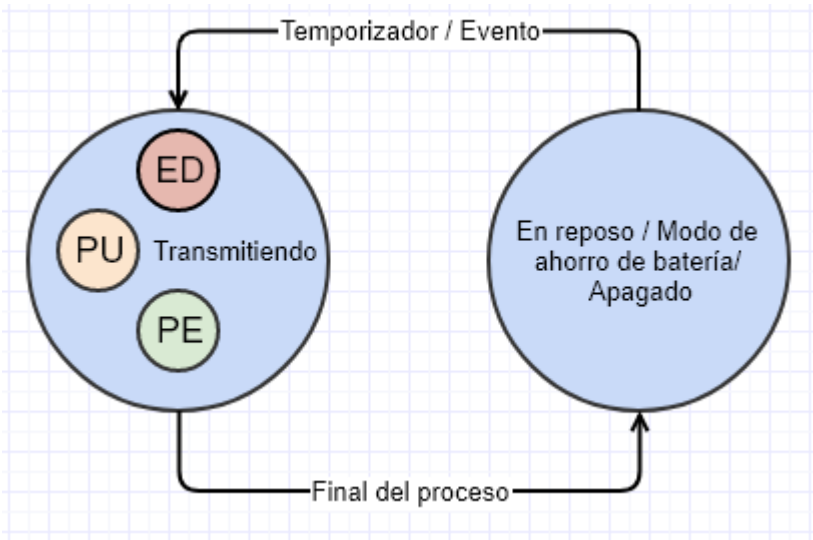 Temporizador / Evento
ED
PU
Transmitiendo
PE
En reposo / Modo de
ahorro de batería/
Apagado
Final del proceso